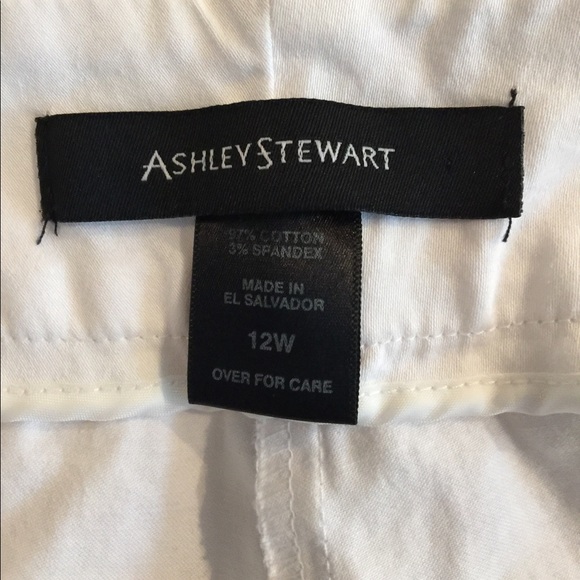 ASHLEY STEWART
97% COTTON
3% SPANDEX
MADE IN
EL SALVADOR
12W
OVER FOR CARE